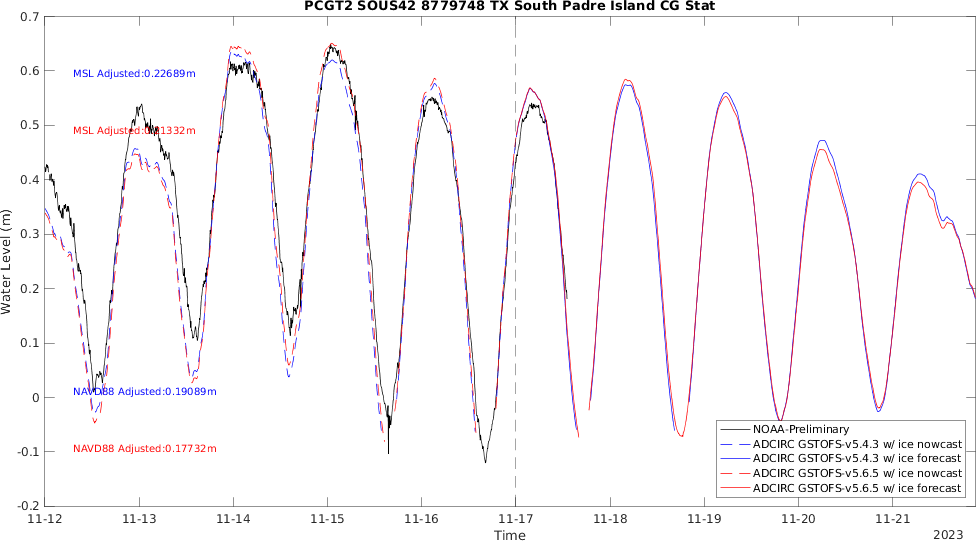 PCGT2 SOUS42 8779748 TX South Padre Island CG Stat
0.7
0.6
0.5
0.4
0.3
0.2
0.1
0
-0.1
-0.2
Water Level (m)
MSL Adjusted:0.22689m
MSL Adjusted:0.21332m
NAVD88 Adjusted:0.19089m
NAVD88 Adjusted:0.17732m
NOAA-Preliminary
ADCIRC GSTOFS-v5.4.3 w/ ice nowcast
ADCIRC GSTOFS-v5.4.3 w/ ice forecast
ADCIRC GSTOFS-v5.6.5 w/ ice nowcast
ADCIRC GSTOFS-v5.6.5 w/ ice forecast
11-12 11-13 11-14 11-15 11-16 11-17 11-18 11-19 11-20 11-21
Time
2023